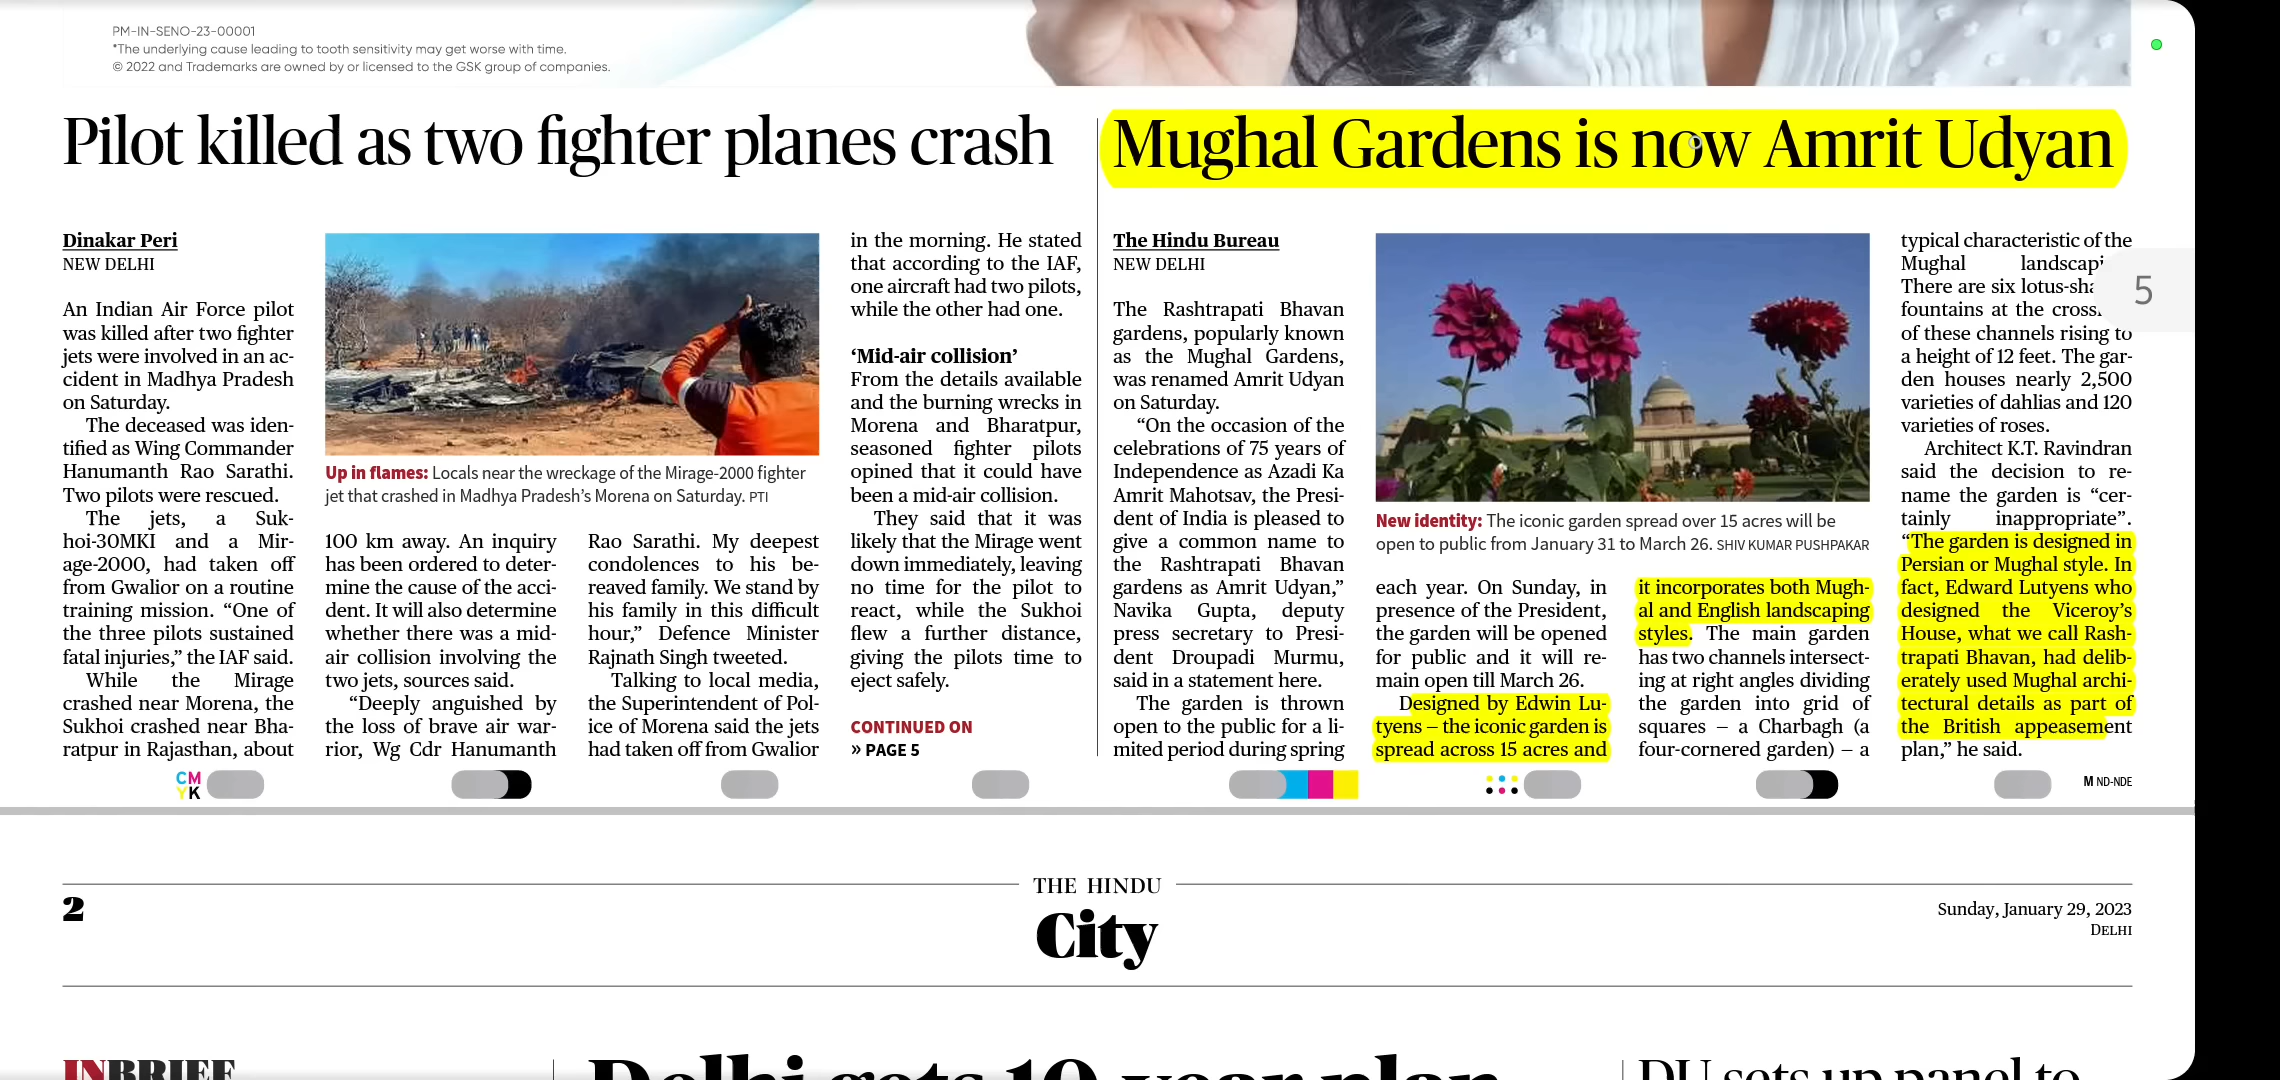 PM-IN-SENO-23-00001
*The underlying cause leading to tooth sensitivity may get worse with time.
© 2022 and Trademarks are owned by or licensed to the GSK group of companies.
Pilot killed as two fighter planes crash
Dinakar Peri
NEW DELHI
An Indian Air Force pilot
was killed after two fighter
jets were involved in an ac-
cident in Madhya Pradesh
on Saturday.
The deceased was iden-
tified as Wing Commander
Hanumanth Rao Sarathi.
Two pilots were rescued.
The jets, a Suk-
hoi-30MKI and a Mir-
age-2000, had taken off
from Gwalior on a routine
training mission. “One of
the three pilots sustained
fatal injuries,” the IAF said.
While the Mirage
crashed near Morena, the
Sukhoi crashed near Bha-
ratpur in Rajasthan, about
Up in flames: Locals near the wreckage of the Mirage-2000 fighter
jet that crashed in Madhya Pradesh’s Morena on Saturday. PTI
100 km away. An inquiry
has been ordered to deter-
mine the cause of the acci-
dent. It will also determine
whether there was a mid-
air collision involving the
two jets, sources said.
“Deeply anguished by
the loss of brave air war-
rior, Wg Cdr Hanumanth
Rao Sarathi. My deepest
condolences to his be-
reaved family. We stand by
his family in this difficult
hour,” Defence Minister
Rajnath Singh tweeted.
Talking to local media,
the Superintendent of Pol-
ice of Morena said the jets
had taken off from Gwalior
in the morning. He stated
that according to the IAF,
one aircraft had two pilots,
while the other had one.
‘Mid-air collision’
From the details available
and the burning wrecks in
Morena and Bharatpur,
seasoned fighter pilots
opined that it could have
been a mid-air collision.
They said that it was
likely that the Mirage went
down immediately, leaving
no time for the pilot to
react, while the Sukhoi
flew a further distance,
giving the pilots time to
eject safely.
CONTINUED ON
» PAGE 5
Mughal Gardens is now Amrit Udyan
The Hindu Bureau
NEW DELHI
The Rashtrapati Bhavan
gardens, popularly known
as the Mughal Gardens,
was renamed Amrit Udyan
on Saturday.
“On the occasion of the
celebrations of 75 years of
Independence as Azadi Ka
Amrit Mahotsav, the Presi-
dent of India is pleased to
give a common name to
the Rashtrapati Bhavan
gardens as Amrit Udyan,”
Navika Gupta, deputy
press secretary to Presi-
dent Droupadi Murmu,
said in a statement here.
The garden is thrown
open to the public for a li-
mited period during spring
New identity: The iconic garden spread over 15 acres will be
open to public from January 31 to March 26. SHIV KUMAR PUSHPAKAR
each year. On Sunday, in
presence of the President,
the garden will be opened
for public and it will re-
main open till March 26.
Designed by Edwin Lu-
tyens – the iconic garden is
spread across 15 acres and
it incorporates both Mugh-
al and English landscaping
styles. The main garden
has two channels intersect-
ing at right angles dividing
the garden into grid of
squares – a Charbagh (a
four-cornered garden) – a
typical characteristic of the
Mughal landscapi
There are six lotus-sha
fountains at the cross
of these channels rising to
a height of 12 feet. The gar-
den houses nearly 2,500
varieties of dahlias and 120
varieties of roses.
Architect K.T. Ravindran
said the decision to re-
name the garden is “cer-
tainly inappropriate”.
“The garden is designed in
Persian or Mughal style. In
fact, Edward Lutyens who
designed the Viceroy’s
House, what we call Rash-
trapati Bhavan, had delib-
erately used Mughal archi-
tectural details as part of
the British appeasement
plan,” he said.
5
CM
YK
M ND-NDE
2
THE HINDU
City
Sunday, January 29, 2023
DELHI
INBRIEF
Delhi gets 10-year plan
DU sets up panel to